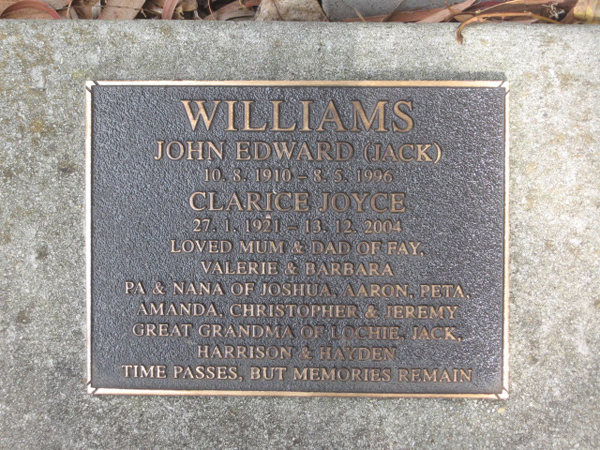 WILLIAMS
JOHN EDWARD (JACK)
10. 8. 1910 – 8. 5. 1996
CLARICE JOYCE
27. 1. 1921 – 13. 12. 2004
LOVED MUM & DAD OF FAY,
VALERIE & BARBARA
PA & NANA OF JOSHUA, AARON, PETA,
AMANDA, CHRISTOPHER & JEREMY
GREAT GRANDMA OF LOCHIE, JACK,
HARRISON & HAYDEN
TIME PASSES, BUT MEMORIES REMAIN